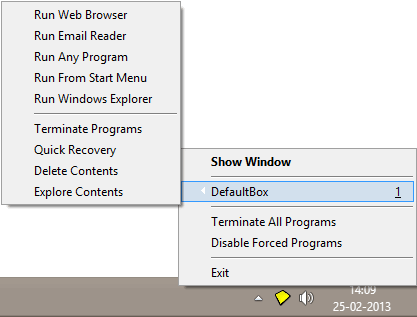 Run Web Browser
Run Email Reader
Run Any Program
Run From Start Menu
Run Windows Explorer
Terminate Programs
Quick Recovery
Delete Contents
Explore Contents
Show Window
DefaultBox 1
Terminate All Programs
Disable Forced Programs
Exit
14:09
25-02-2013